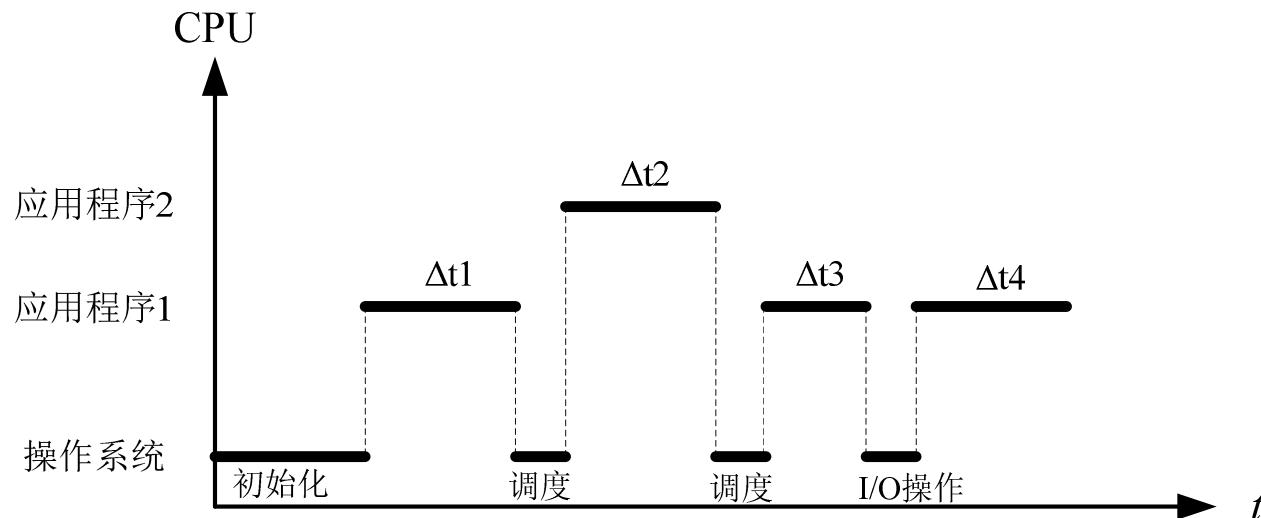 CPU
Δt2
应用程序2
Δt1
Δt3
Δt4
应用程序1
操作系统
初始化
调度
调度
I/O操作
t